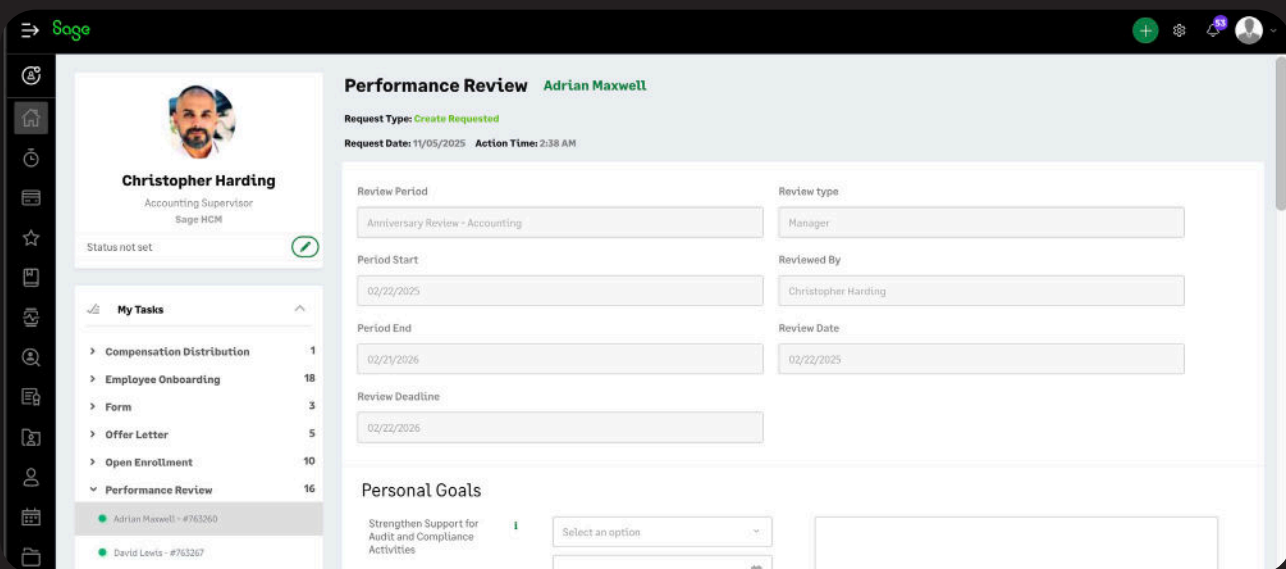 Sage
53
Christopher Harding
Accounting Supervisor
Sage HCM
Status not set
My Tasks
Compensation Distribution 1
Employee Onboarding 18
Form 3
Offer Letter 5
Open Enrollment 10
Performance Review 16
Adrian Maxwell - #763260
David Lewis - #763267
Performance Review Adrian Maxwell
Request Type: Create Requested
Request Date: 11/05/2025 Action Time: 2:38 AM
Review Period
Anniversary Review - Accounting
Review type
Manager
Period Start
02/22/2025
Reviewed By
Christopher Harding
Period End
02/21/2026
Review Date
02/22/2025
Review Deadline
02/22/2026
Personal Goals
Strengthen Support for
Audit and Compliance
Activities
i
Select an option